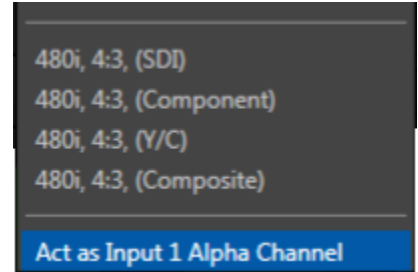 480i, 4:3, (SDI)
480i, 4:3, (Component)
480i, 4:3, (Y/C)
480i, 4:3, (Composite)
Act as Input 1 Alpha Channel